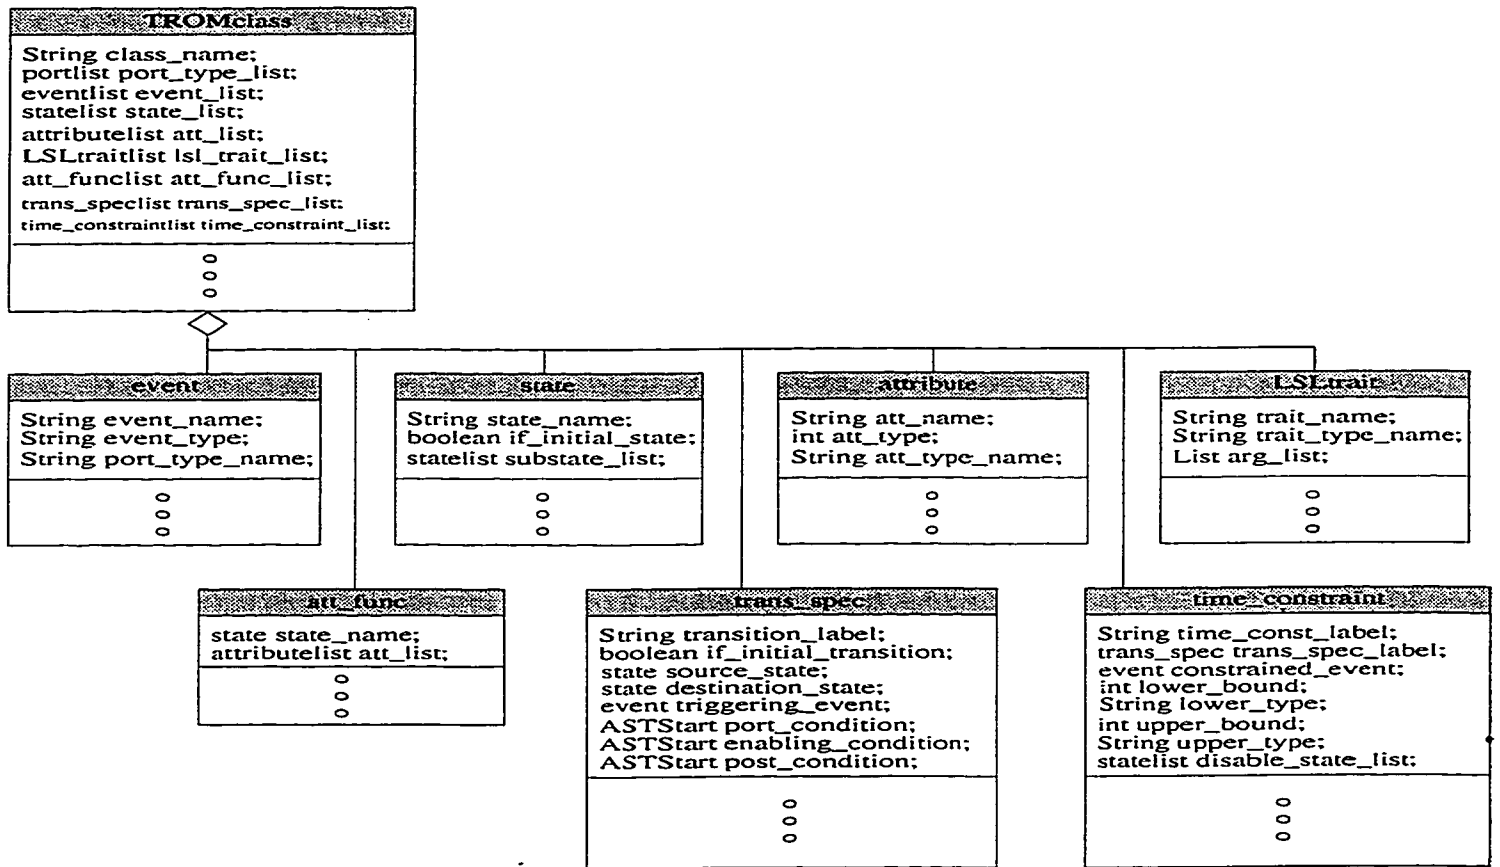 TROMclass
String class_name;
portlist port_type_list;
eventlist event_list;
statelist state_list;
attributelist att_list;
LSLtraitlist lsl_trait_list;
att_funclist att_func_list;
trans_speclist trans_spec_list;
time_constraintlist time_constraint_list;
event
String event_name;
String event_type;
String port_type_name;
state
String state_name;
boolean if_initial_state;
statelist substate_list;
attribute
String att_name;
int att_type;
String att_type_name;
LSLtrait
String trait_name;
String trait_type_name;
List arg_list;
att_func
state state_name;
attributelist att_list;
trans_spec
String transition_label;
boolean if_initial_transition;
state source_state;
state destination_state;
event triggering_event;
ASTStart port_condition;
ASTStart enabling_condition;
ASTStart post_condition;
time_constraint
String time_const_label;
trans_spec trans_spec_label;
event constrained_event;
int lower_bound;
String lower_type;
int upper_bound;
String upper_type;
statelist disable_state_list;